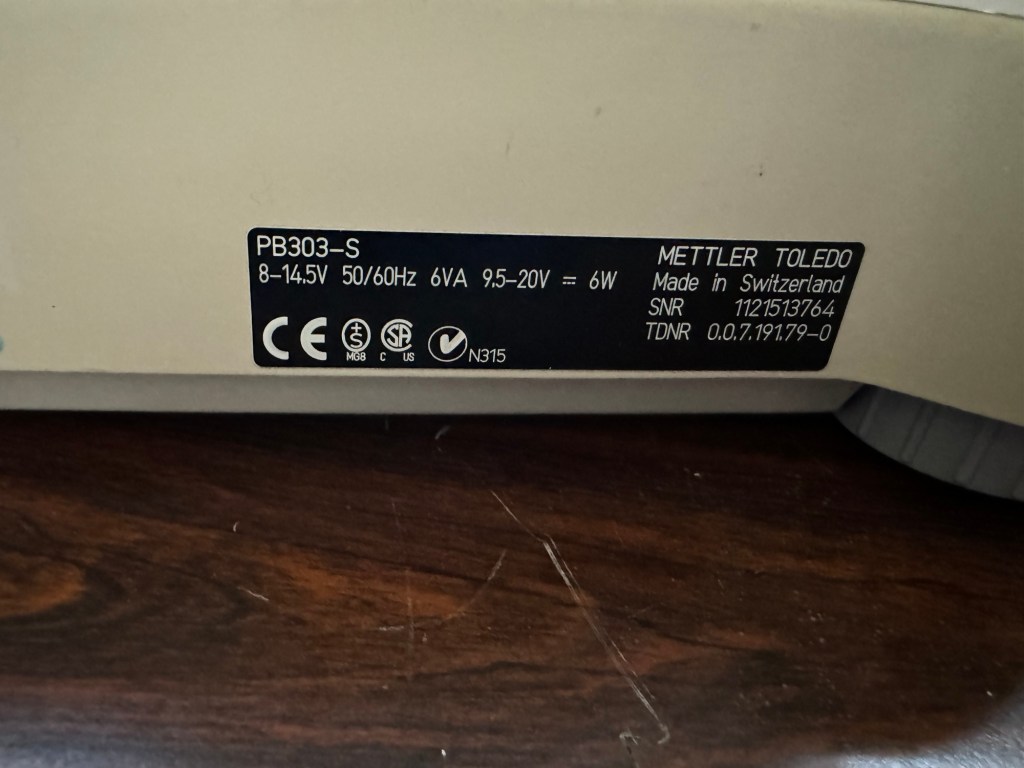 PB303-S
8-14.5V 50/60Hz 6VA 9.5-20V ⎓ 6W
METTLER TOLEDO
Made in Switzerland
SNR 1121513764
TDNR 0.0.7.191.79-0
CE S MG8 SA C US N315